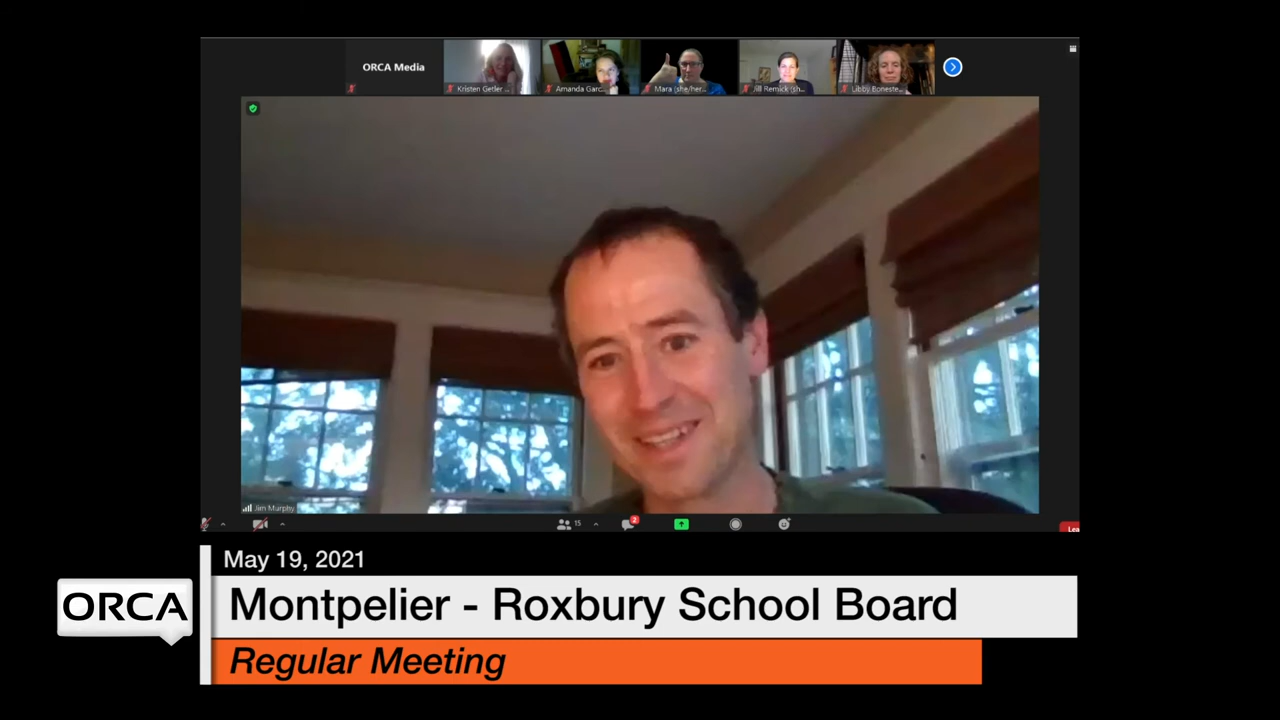 ORCA Media
Kristen Getler ...
Amanda Garc...
Mara (she/her...
Jill Remick (sh...
Libby Boneste...
Jim Murphy
15
2
Lea
May 19, 2021
ORCA
Montpelier - Roxbury School Board
Regular Meeting